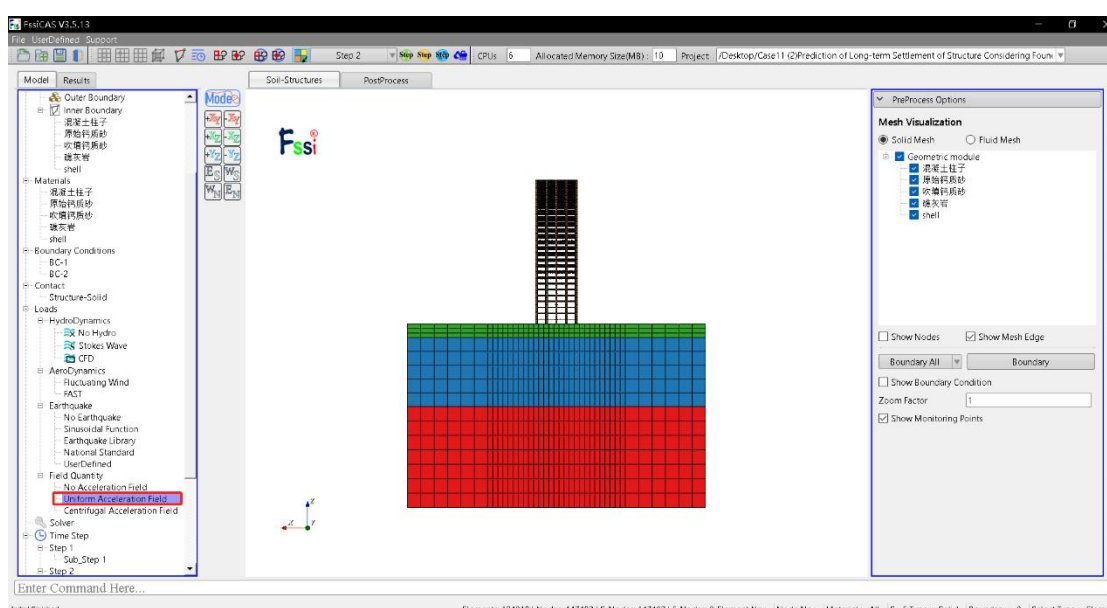 FssiCAS V3.5.13
File UserDefined Support
Step 2 Step Step Step CPUs 6 Allocated Memory Size(MB): 10 Project /Desktop/Case11 (2)Prediction of Long-term Settlement of Structure Considering Foun
Model Results Soil-Structures PostProcess
Outer Boundary
Inner Boundary
混凝土柱子
原始钙质砂
吹填钙质砂
礁灰岩
shell
Materials
混凝土柱子
原始钙质砂
吹填钙质砂
礁灰岩
shell
Boundary Conditions
BC-1
BC-2
Contact
Structure-Solid
Loads
HydroDynamics
No Hydro
Stokes Wave
CFD
AeroDynamics
Fluctuating Wind
FAST
Earthquake
No Earthquake
Sinusoidal Function
Earthquake Library
National Standard
UserDefined
Field Quantity
No Acceleration Field
Uniform Acceleration Field
Centrifugal Acceleration Field
Solver
Time Step
Step 1
Sub_Step 1
Step 2
Fssi
PreProcess Options
Mesh Visualization
Solid Mesh Fluid Mesh
Geometric module
混凝土柱子
原始钙质砂
吹填钙质砂
礁灰岩
shell
Show Nodes Show Mesh Edge
Boundary All Boundary
Show Boundary Condition
Zoom Factor 1
Show Monitoring Points
Enter Command Here...